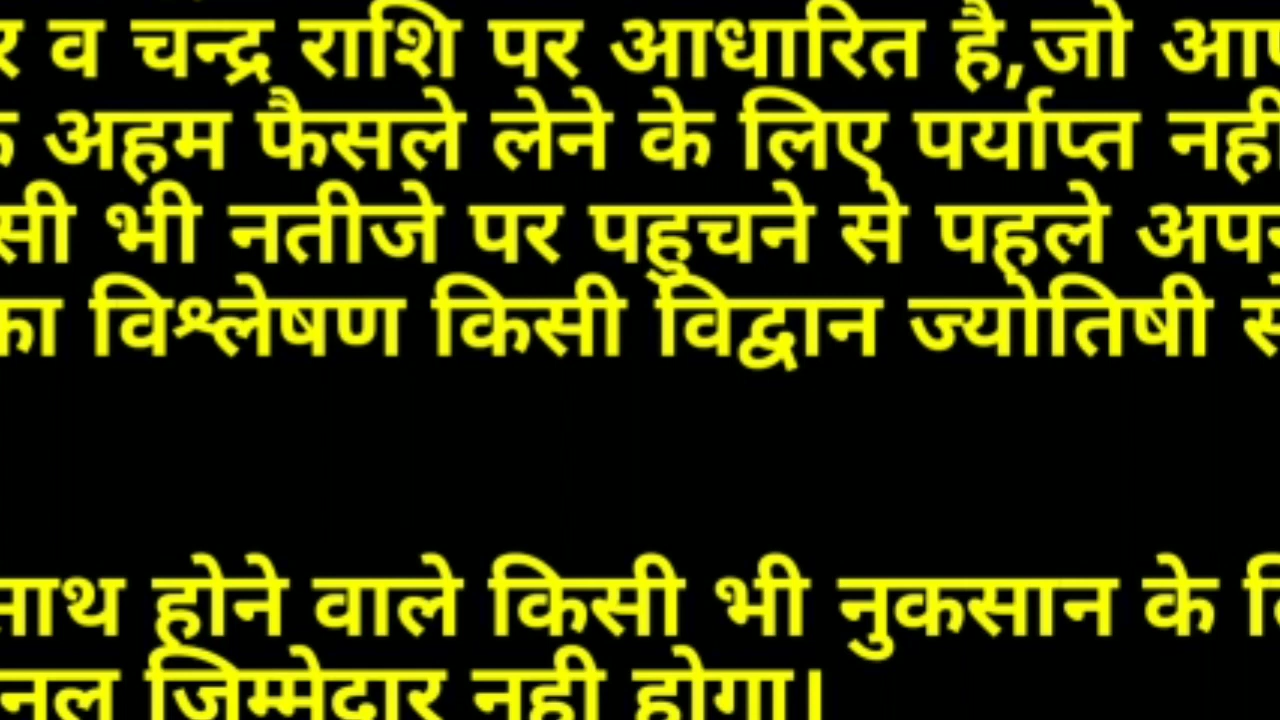 व चन्द्र राशि पर आधारित है,जो
अहम फैसले लेने के लिए पर्याप्त
भी नतीजे पर पहुचने से पहले
का विश्लेषण किसी विद्वान ज्योतिषी
साथ होने वाले किसी भी नुकसान के
जिम्मेदार नही होगा।